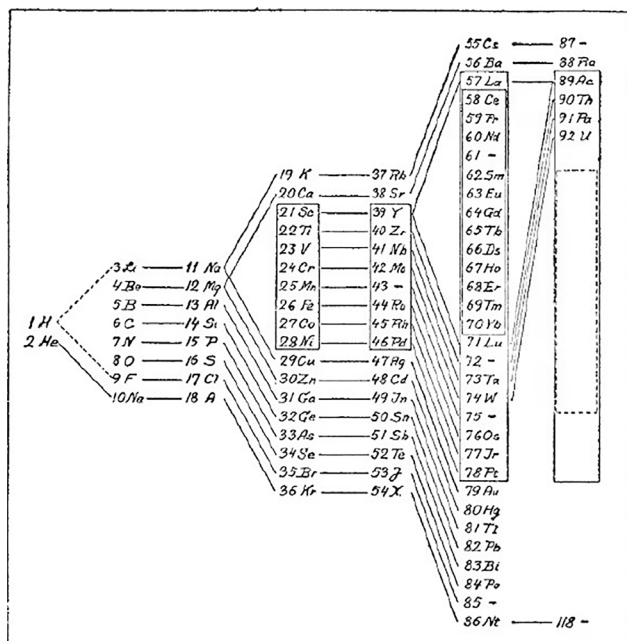 1 H
2 He
3 Li
4 Be
5 B
6 C
7 N
8 O
9 F
10 Ne
11 Na
12 Mg
13 Al
14 Si
15 P
16 S
17 Cl
18 A
19 K
20 Ca
21 Sc
22 Ti
23 V
24 Cr
25 Mn
26 Fe
27 Co
28 Ni
29 Cu
30 Zn
31 Ga
32 Ge
33 As
34 Se
35 Br
36 Kr
37 Rb
38 Sr
39 Y
40 Zr
41 Nb
42 Mo
43 -
44 Ru
45 Rh
46 Pd
47 Ag
48 Cd
49 Jn
50 Sn
51 Sb
52 Te
53 J
54 X
55 Cs
56 Ba
57 La
58 Ce
59 Pr
60 Nd
61 -
62 Sm
63 Eu
64 Gd
65 Tb
66 Ds
67 Ho
68 Er
69 Tm
70 Yb
71 Lu
72 -
73 Ta
74 W
75 -
76 Os
77 Jr
78 Pt
79 Au
80 Hg
81 Tl
82 Pb
83 Bi
84 Po
85 -
86 Nt
87 -
88 Ra
89 Ac
90 Th
91 Pa
92 U
118 -